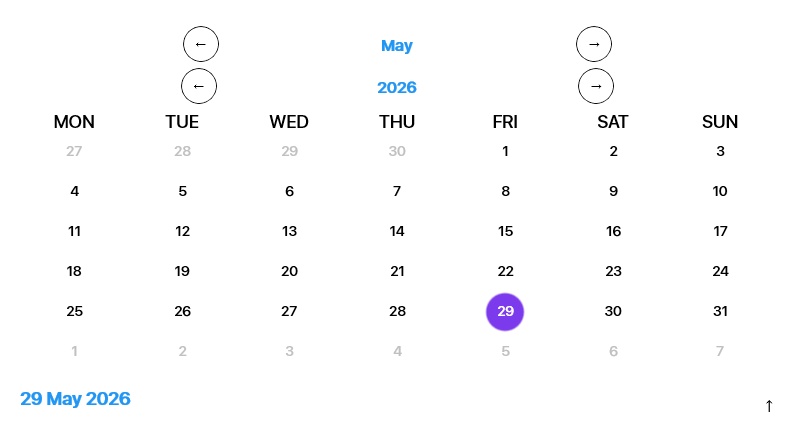 ← May →
← 2026 →
MON TUE WED THU FRI SAT SUN
27 28 29 30 1 2 3
4 5 6 7 8 9 10
11 12 13 14 15 16 17
18 19 20 21 22 23 24
25 26 27 28 29 30 31
1 2 3 4 5 6 7
29 May 2026 ↑